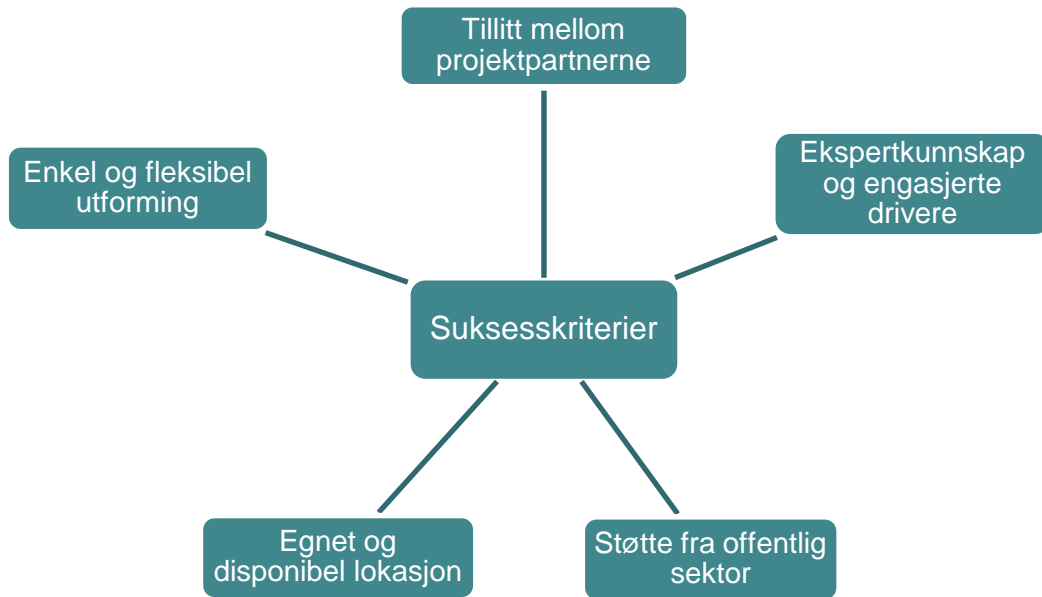 Tillitt mellom
projektpartnerne
Enkel og fleksibel
utforming
Ekspertkunnskap
og engasjerte
drivere
Suksesskriterier
Egnet og
disponibel lokasjon
Støtte fra offentlig
sektor